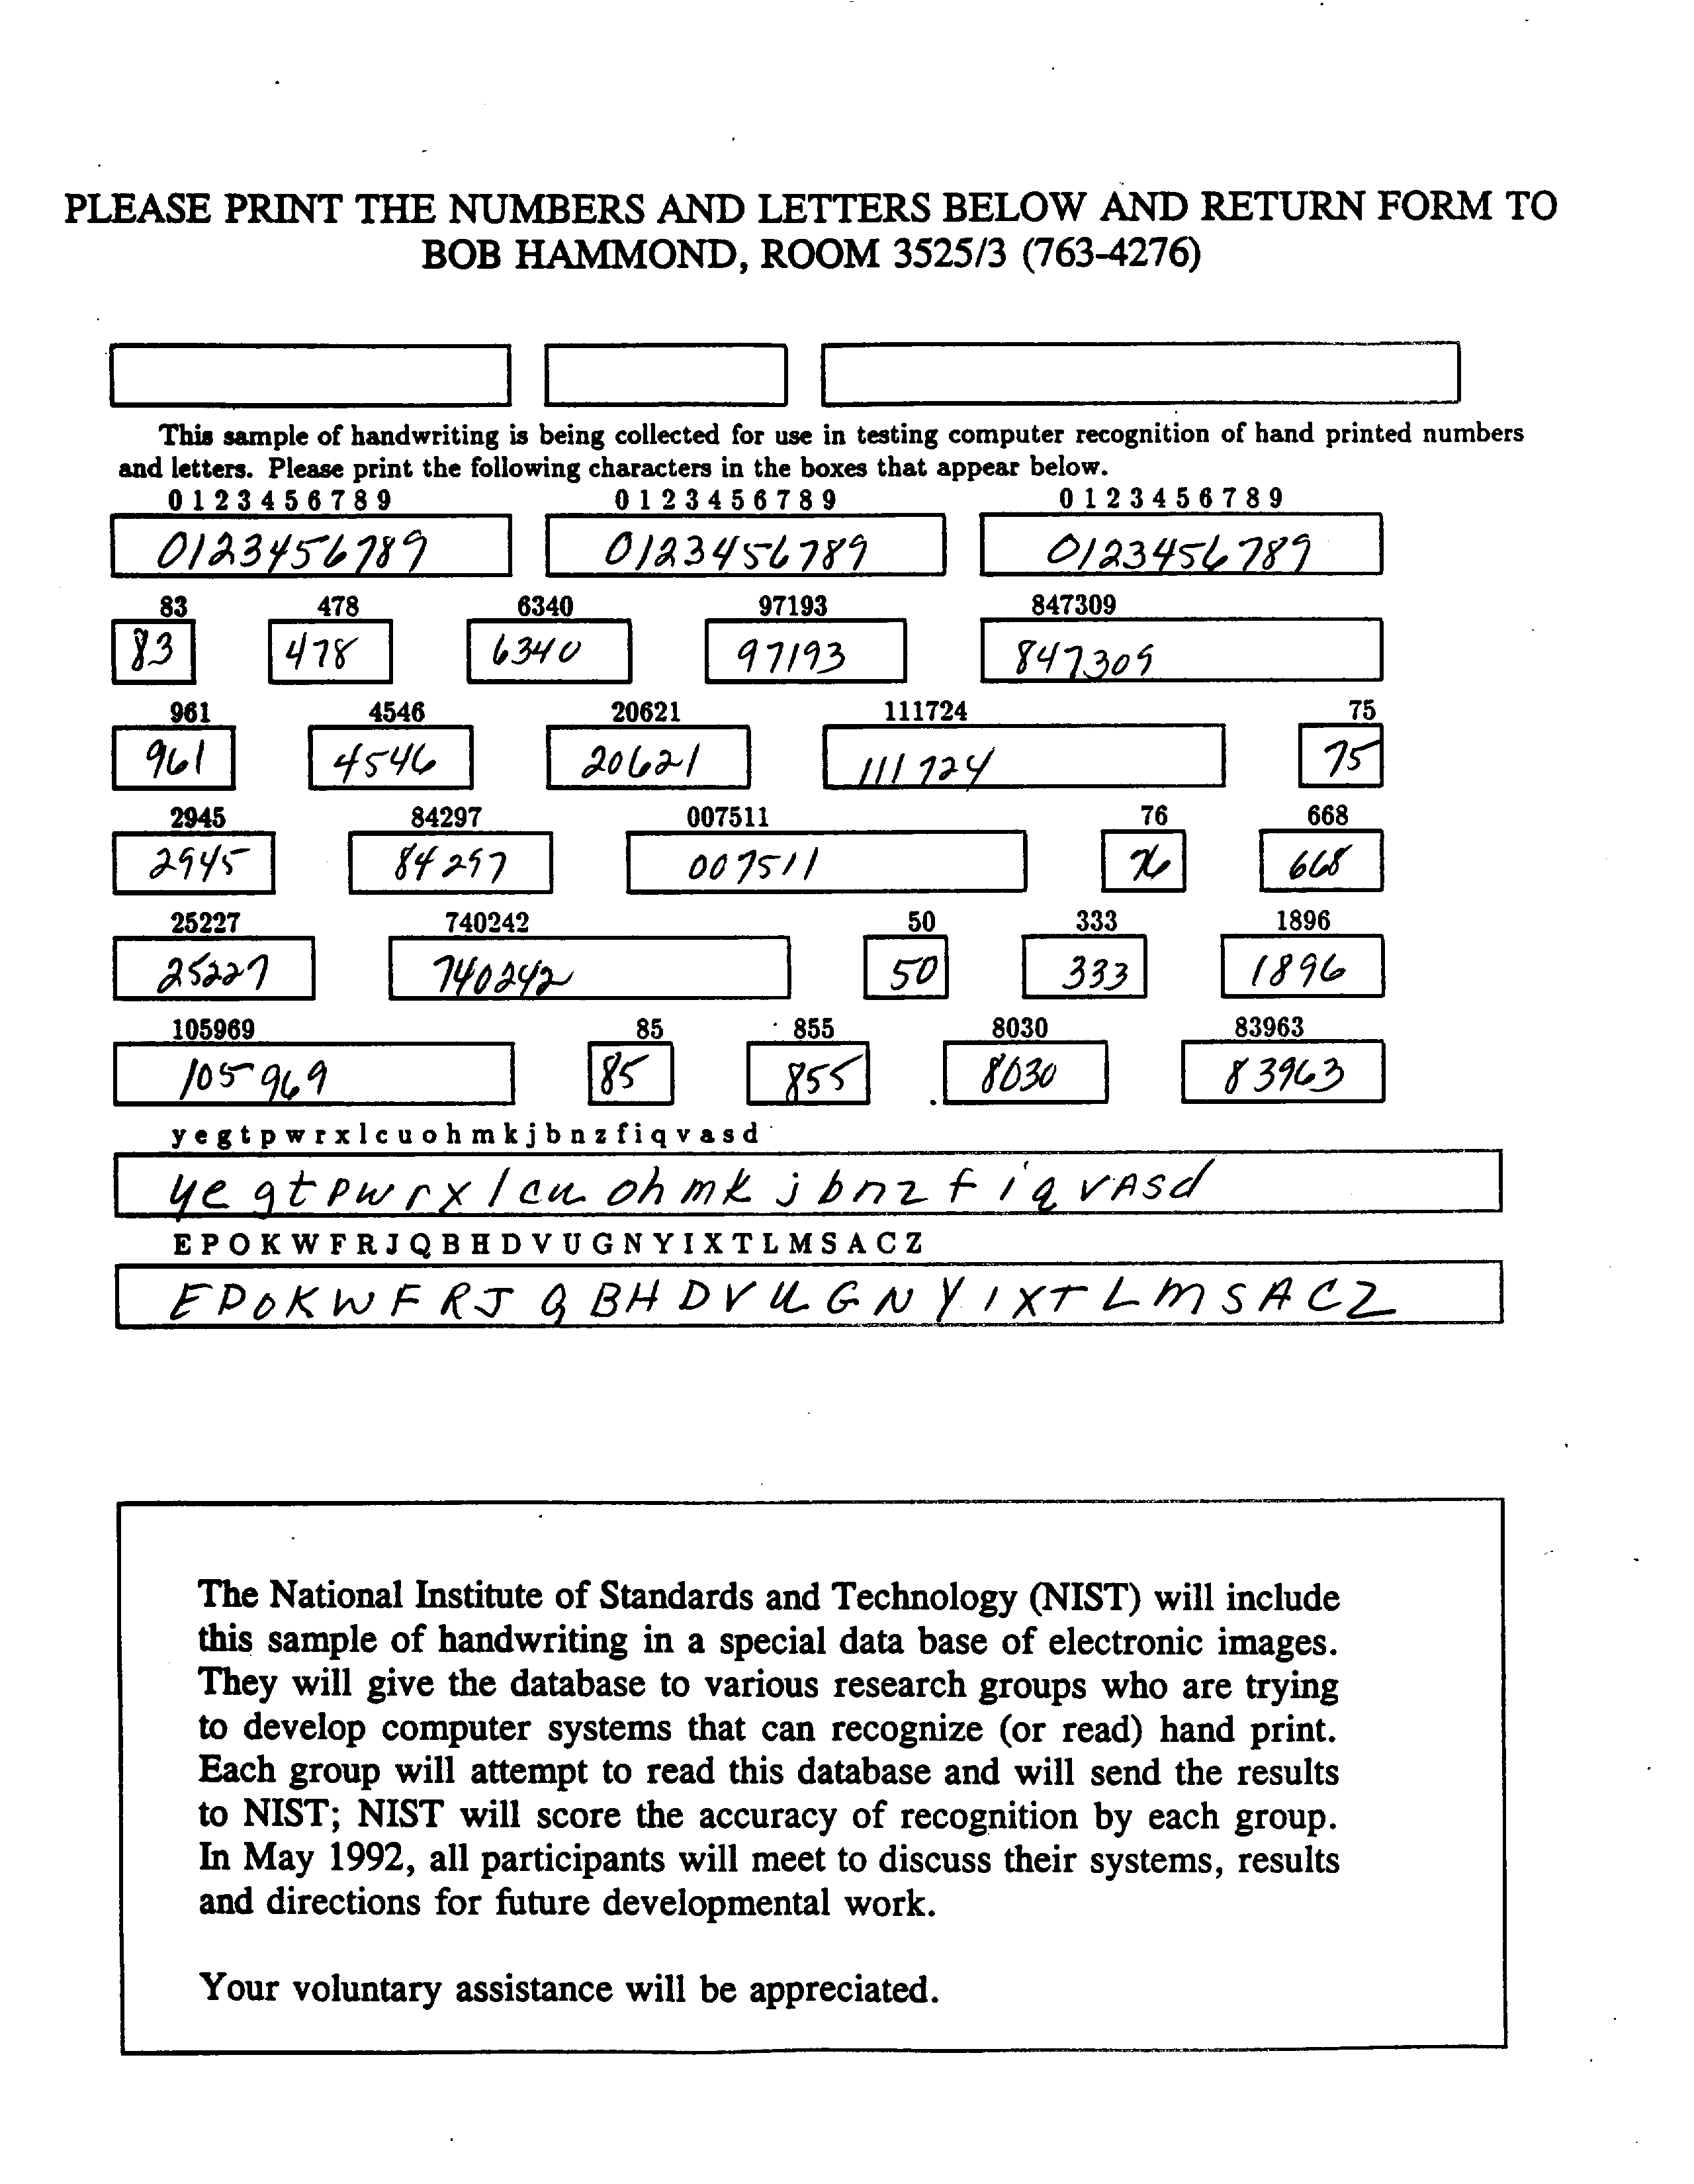 PLEASE PRINT THE NUMBERS AND LETTERS BELOW AND RETURN FORM TO
BOB HAMMOND, ROOM 3525/3 (763-4276)
This sample of handwriting is being collected for use in testing computer recognition of hand printed numbers
and letters. Please print the following characters in the boxes that appear below.
0 1 2 3 4 5 6 7 8 9 0 1 2 3 4 5 6 7 8 9 0 1 2 3 4 5 6 7 8 9
0123456789 0123456789 0123456789
83 478 6340 97193 847309
83 478 6340 97193 847309
961 4546 20621 111724 75
961 4546 20621 111724 75
2945 84297 007511 76 668
2945 84297 007511 76 668
25227 740242 50 333 1896
25227 740242 50 333 1896
105969 85 855 8030 83963
105969 85 855 8030 83963
y e g t p w r x l c u o h m k j b n z f i q v a s d
y e g t p w r x l c u o h m k j b n z f i q v A s d
E P O K W F R J Q B H D V U G N Y I X T L M S A C Z
E P O K W F R J Q B H D V U G N Y I X T L M S A C Z
The National Institute of Standards and Technology (NIST) will include
this sample of handwriting in a special data base of electronic images.
They will give the database to various research groups who are trying
to develop computer systems that can recognize (or read) hand print.
Each group will attempt to read this database and will send the results
to NIST; NIST will score the accuracy of recognition by each group.
In May 1992, all participants will meet to discuss their systems, results
and directions for future developmental work.
Your voluntary assistance will be appreciated.